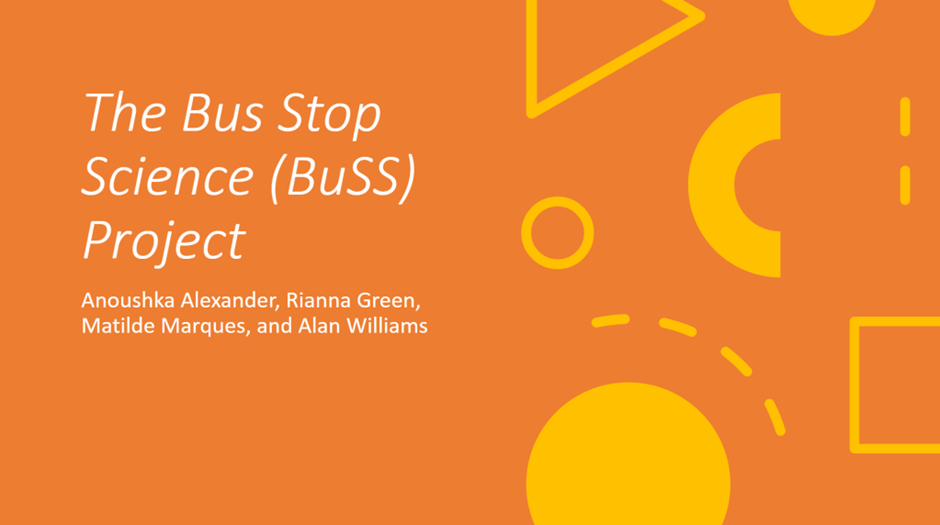 The Bus Stop
Science (BuSS)
Project
Anoushka Alexander, Rianna Green,
Matilde Marques, and Alan Williams